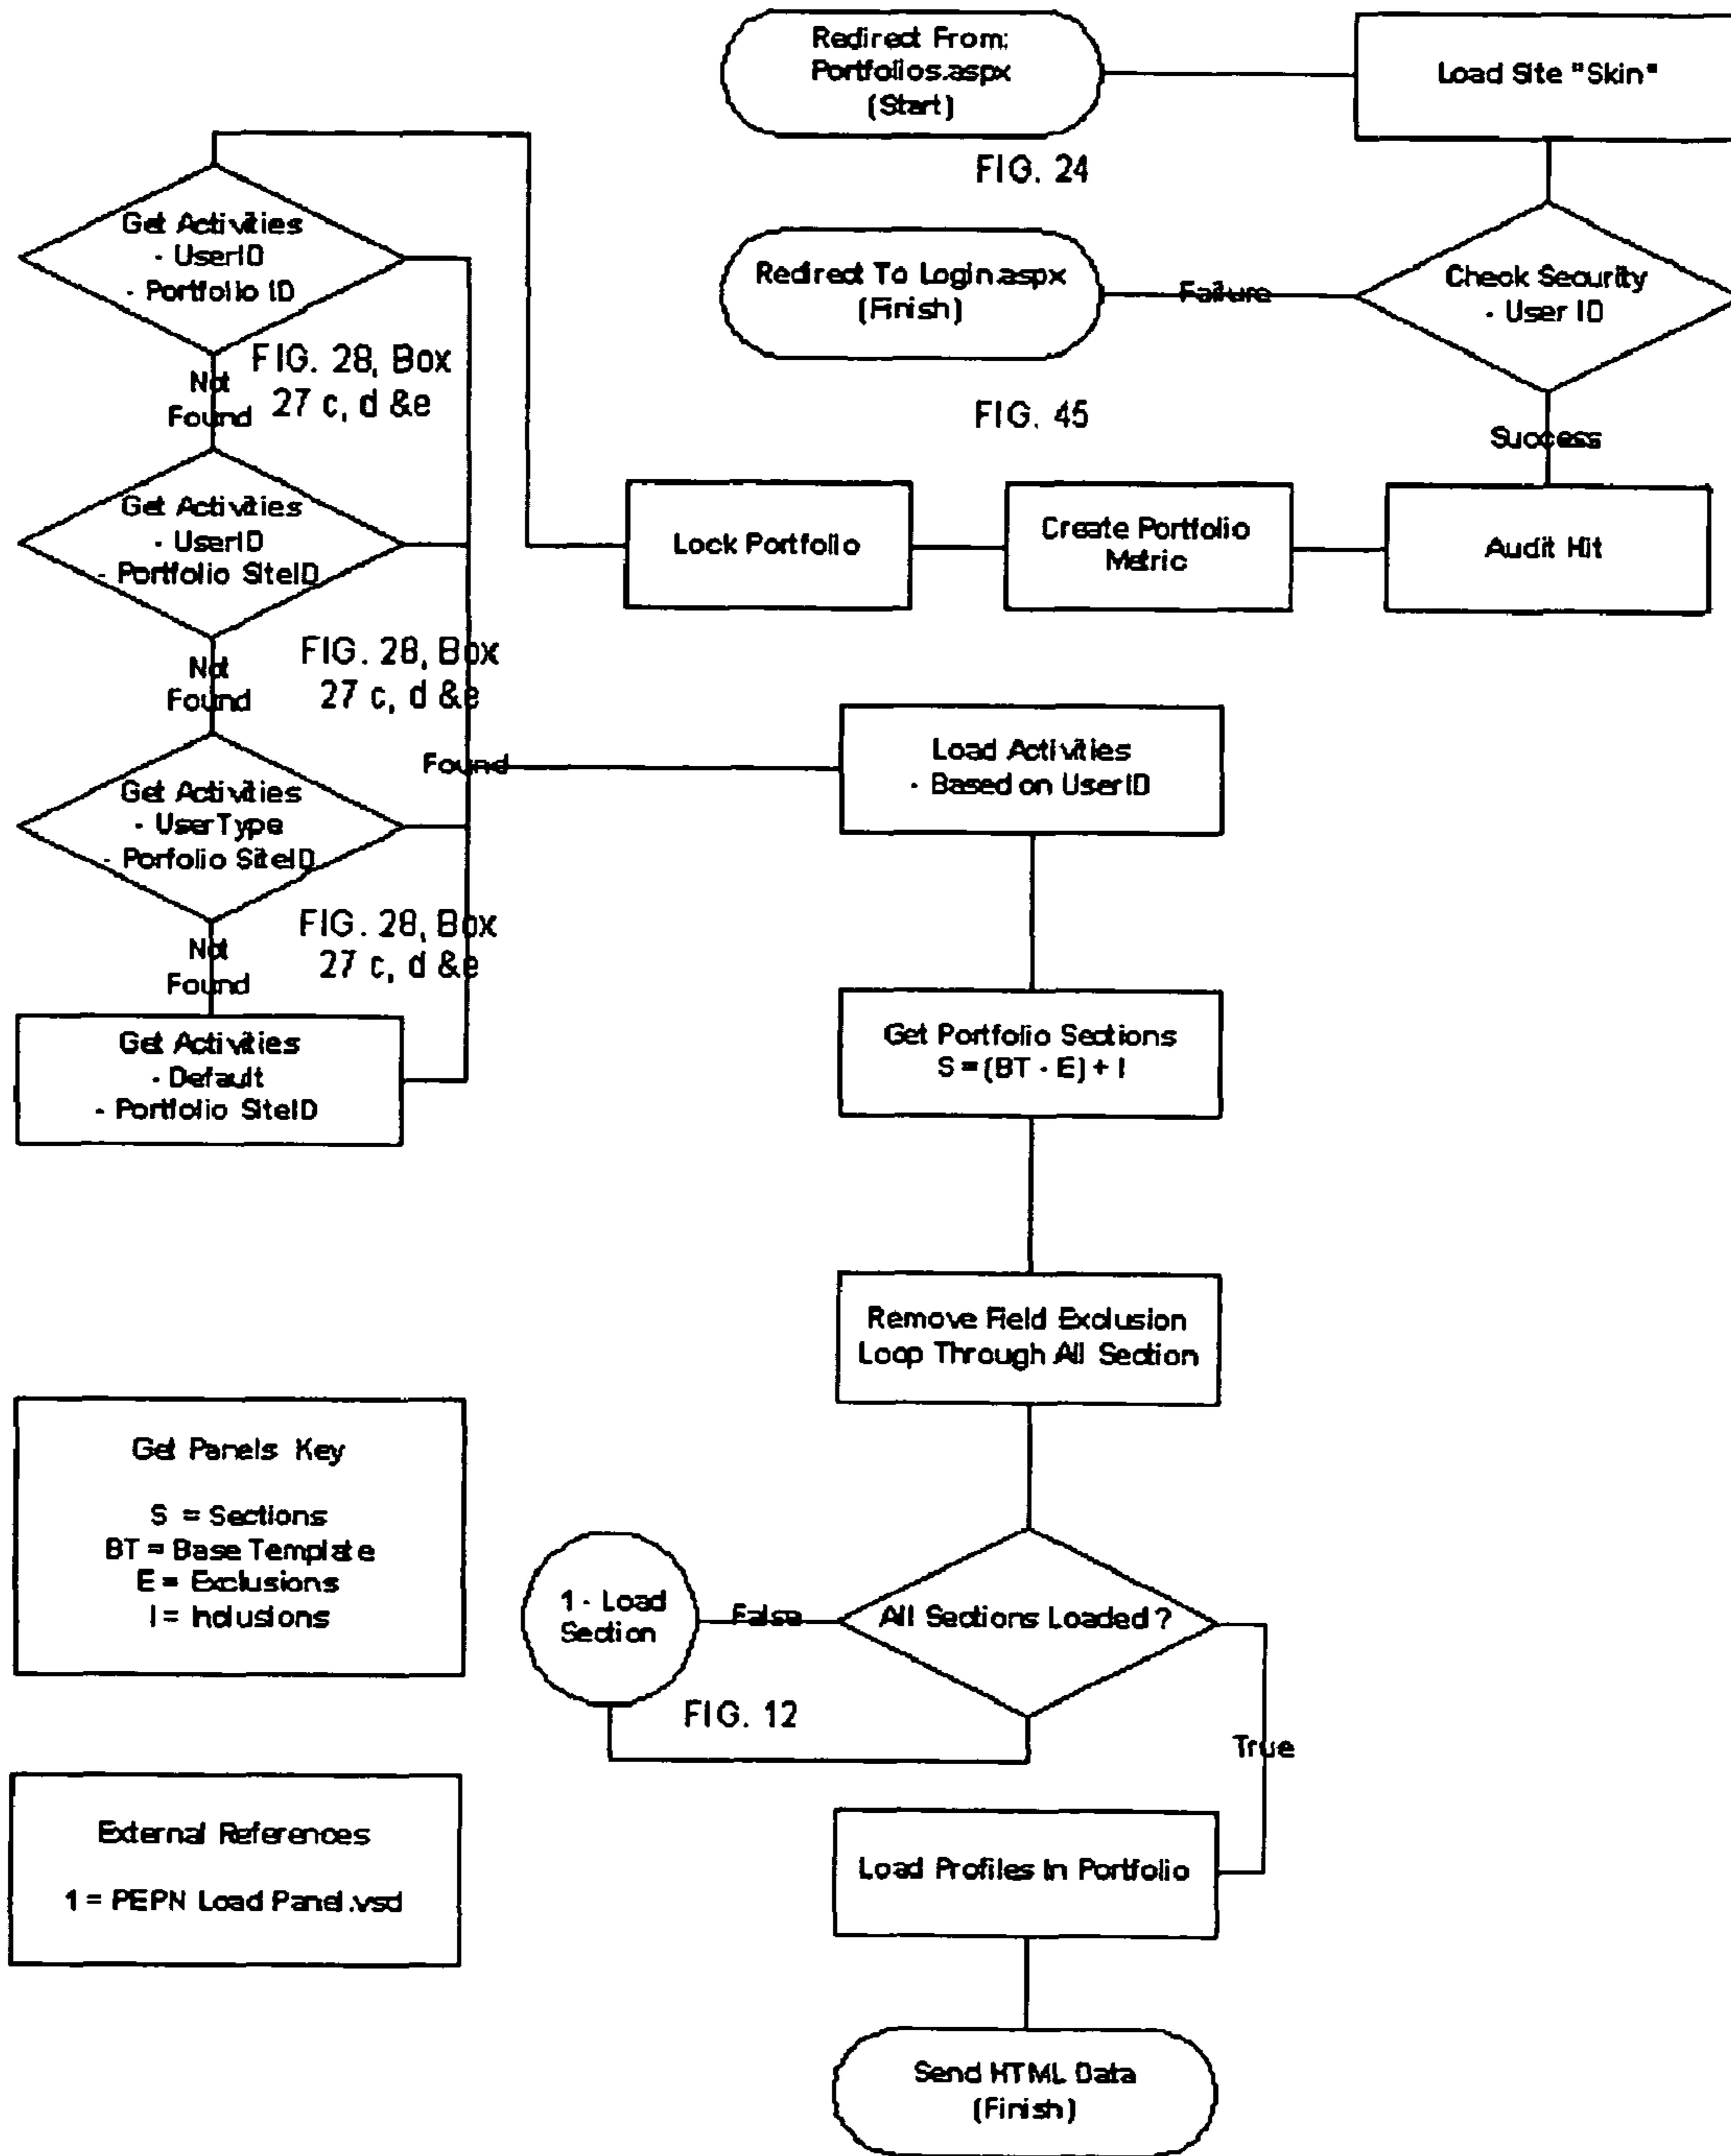 Redirect From:
Portfolios.aspx
(Start)
Load Site "Skin"
FIG. 24
Redirect To Login.aspx
(Finish)
Failure
Check Security
- User ID
FIG. 45
Success
Audit Hit
Create Portfolio
Metric
Lock Portfolio
Get Activities
- UserID
- Portfolio ID
FIG. 28, Box
27 c, d &e
Not
Found
Get Activities
- UserID
- Portfolio SiteID
FIG. 28, Box
27 c, d &e
Not
Found
Get Activities
- UserType
- Porfolio SiteID
FIG. 28, Box
27 c, d &e
Not
Found
Get Activities
- Default
- Portfolio SiteID
Found
Load Activities
- Based on UserID
Get Portfolio Sections
S = (BT - E) + I
Remove Field Exclusion
Loop Through All Section
All Sections Loaded ?
False
1 - Load
Section
FIG. 12
True
Load Profiles In Portfolio
Send HTML Data
(Finish)
Get Panels Key
S = Sections
BT = Base Template
E = Exclusions
I = Inclusions
External References
1 = PEPN Load Panel.vsd